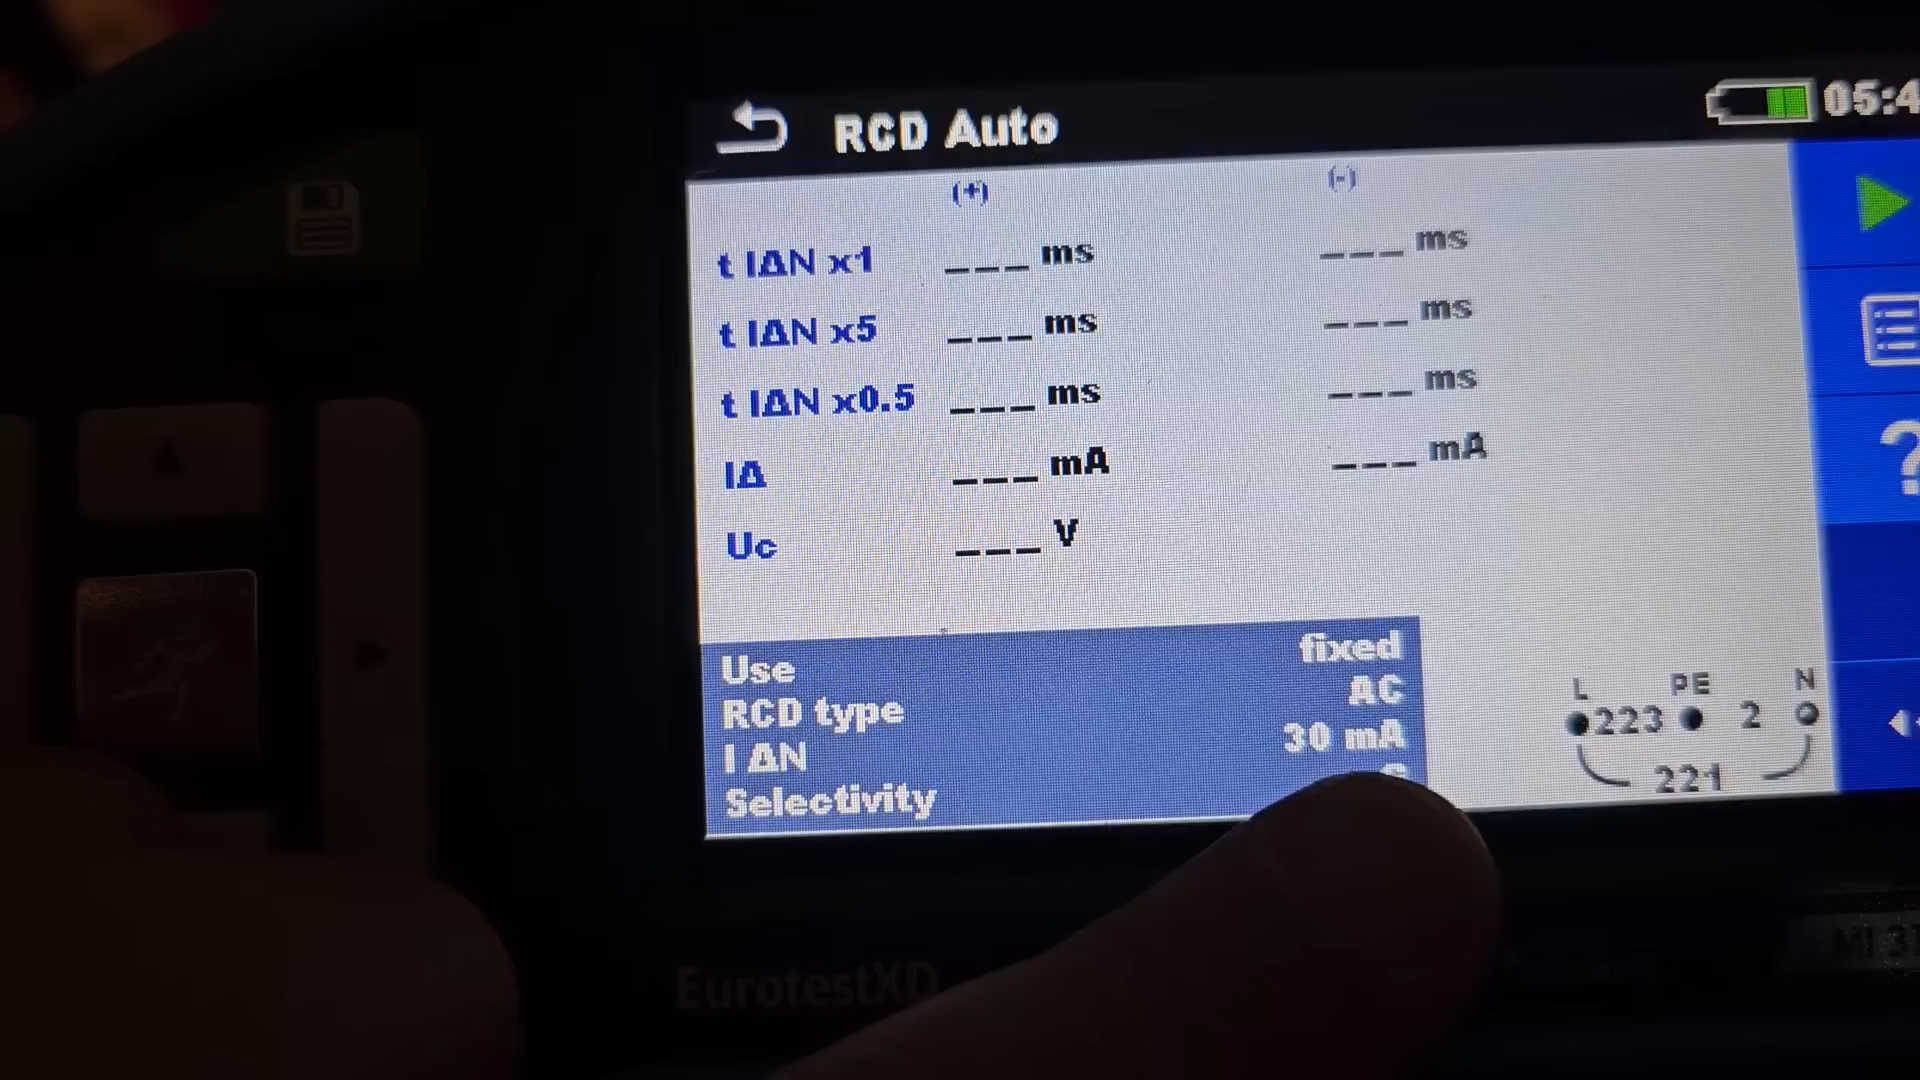 RCD Auto 05:4
(+) (-)
t IΔN x1 ___ ms ___ ms
t IΔN x5 ___ ms ___ ms
t IΔN x0.5 ___ ms ___ ms
IΔ ___ mA ___ mA
Uc ___ V
?
Use fixed
RCD type AC
I ΔN 30 mA
Selectivity
L PE N
223 2
221
EurotestXD
MI 31